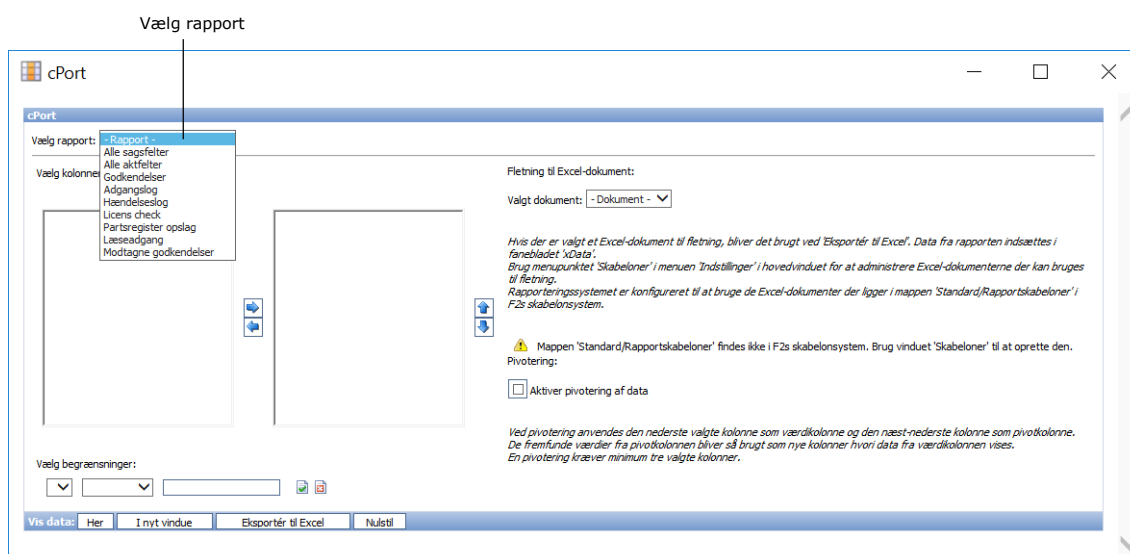 Vælg rapport
cPort
cPort
Vælg rapport: - Rapport -
Alle sagsfelter
Alle aktfelter
Godkendelser
Adgangslog
Hændelseslog
Licens check
Partsregister opslag
Læseadgang
Modtagne godkendelser
Vælg kolonner
Fletning til Excel-dokument:
Valgt dokument: - Dokument -
Hvis der er valgt et Excel-dokument til fletning, bliver det brugt ved 'Eksportér til Excel'. Data fra rapporten indsættes i
fanebladet 'xData'.
Brug menupunktet 'Skabeloner' i menuen 'Indstillinger' i hovedvinduet for at administrere Excel-dokumenterne der kan bruges
til fletning.
Rapporteringssystemet er konfigureret til at bruge de Excel-dokumenter der ligger i mappen 'Standard/Rapportskabeloner' i
F2s skabelonsystem.
Mappen 'Standard/Rapportskabeloner' findes ikke i F2s skabelonsystem. Brug vinduet 'Skabeloner' til at oprette den.
Pivotering:
Aktiver pivotering af data
Ved pivotering anvendes den nederste valgte kolonne som værdikolonne og den næst-nederste kolonne som pivotkolonne.
De fremfundne værdier fra pivotkolonnen bliver så brugt som nye kolonner hvori data fra værdikolonnen vises.
En pivotering kræver minimum tre valgte kolonner.
Vælg begrænsninger:
Vis data: Her I nyt vindue Eksportér til Excel Nulstil